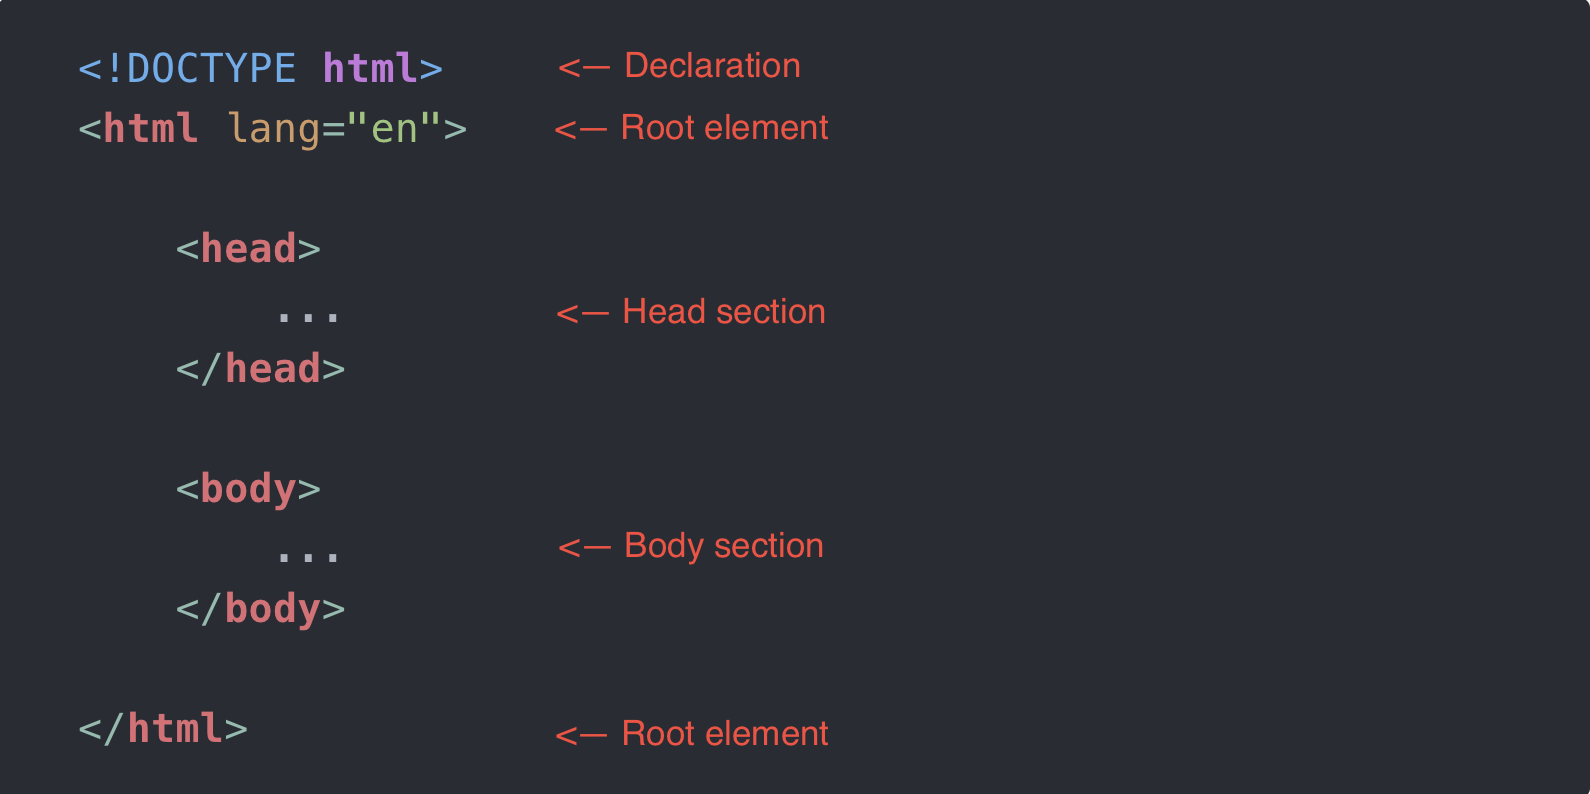 <!DOCTYPE html> <— Declaration
<html lang="en"> <— Root element
<head>
... <— Head section
</head>
<body>
... <— Body section
</body>
</html> <— Root element